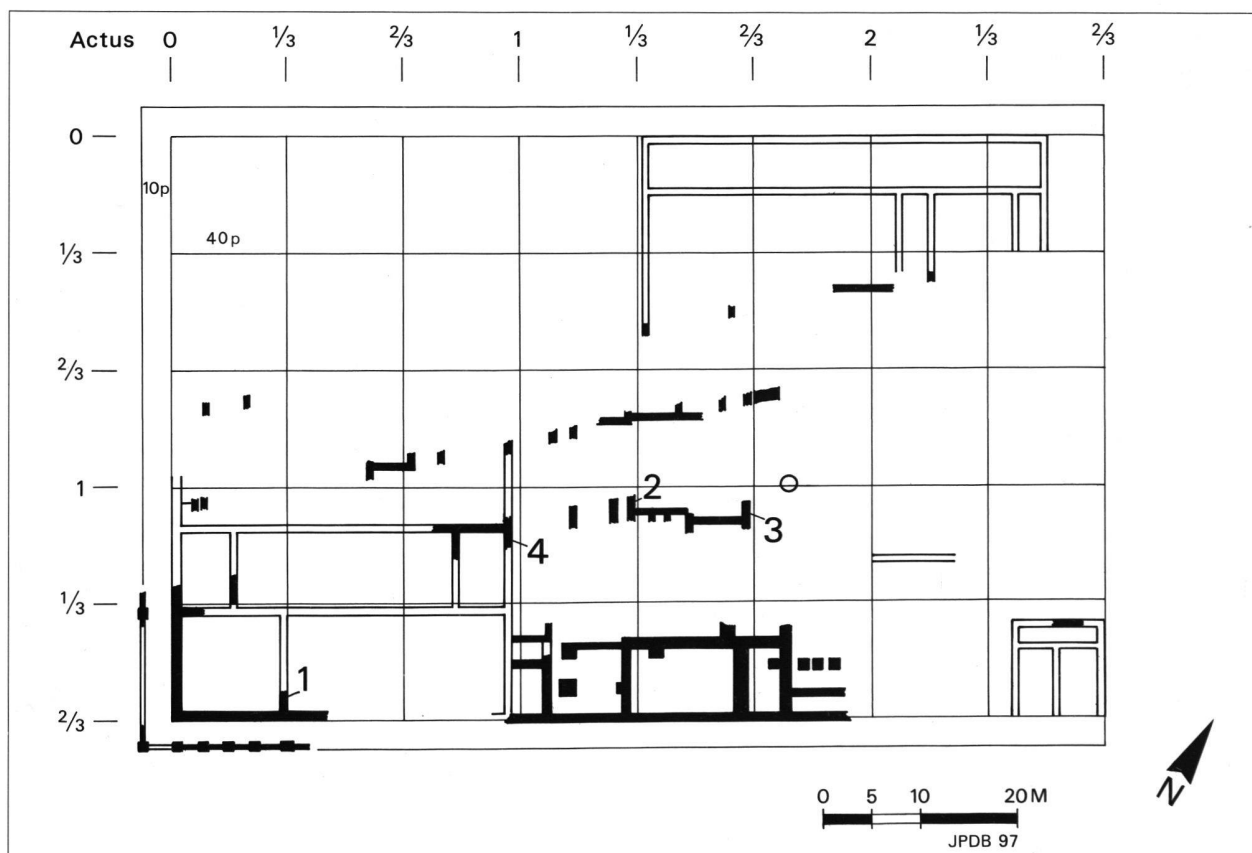 Actus 0 ⅓ ⅔ 1 ⅓ ⅔ 2 ⅓ ⅔
0
10p
40p
⅓
⅔
1
2
3
4
⅓
1
⅔
N
0 5 10 20 M
JPDB 97